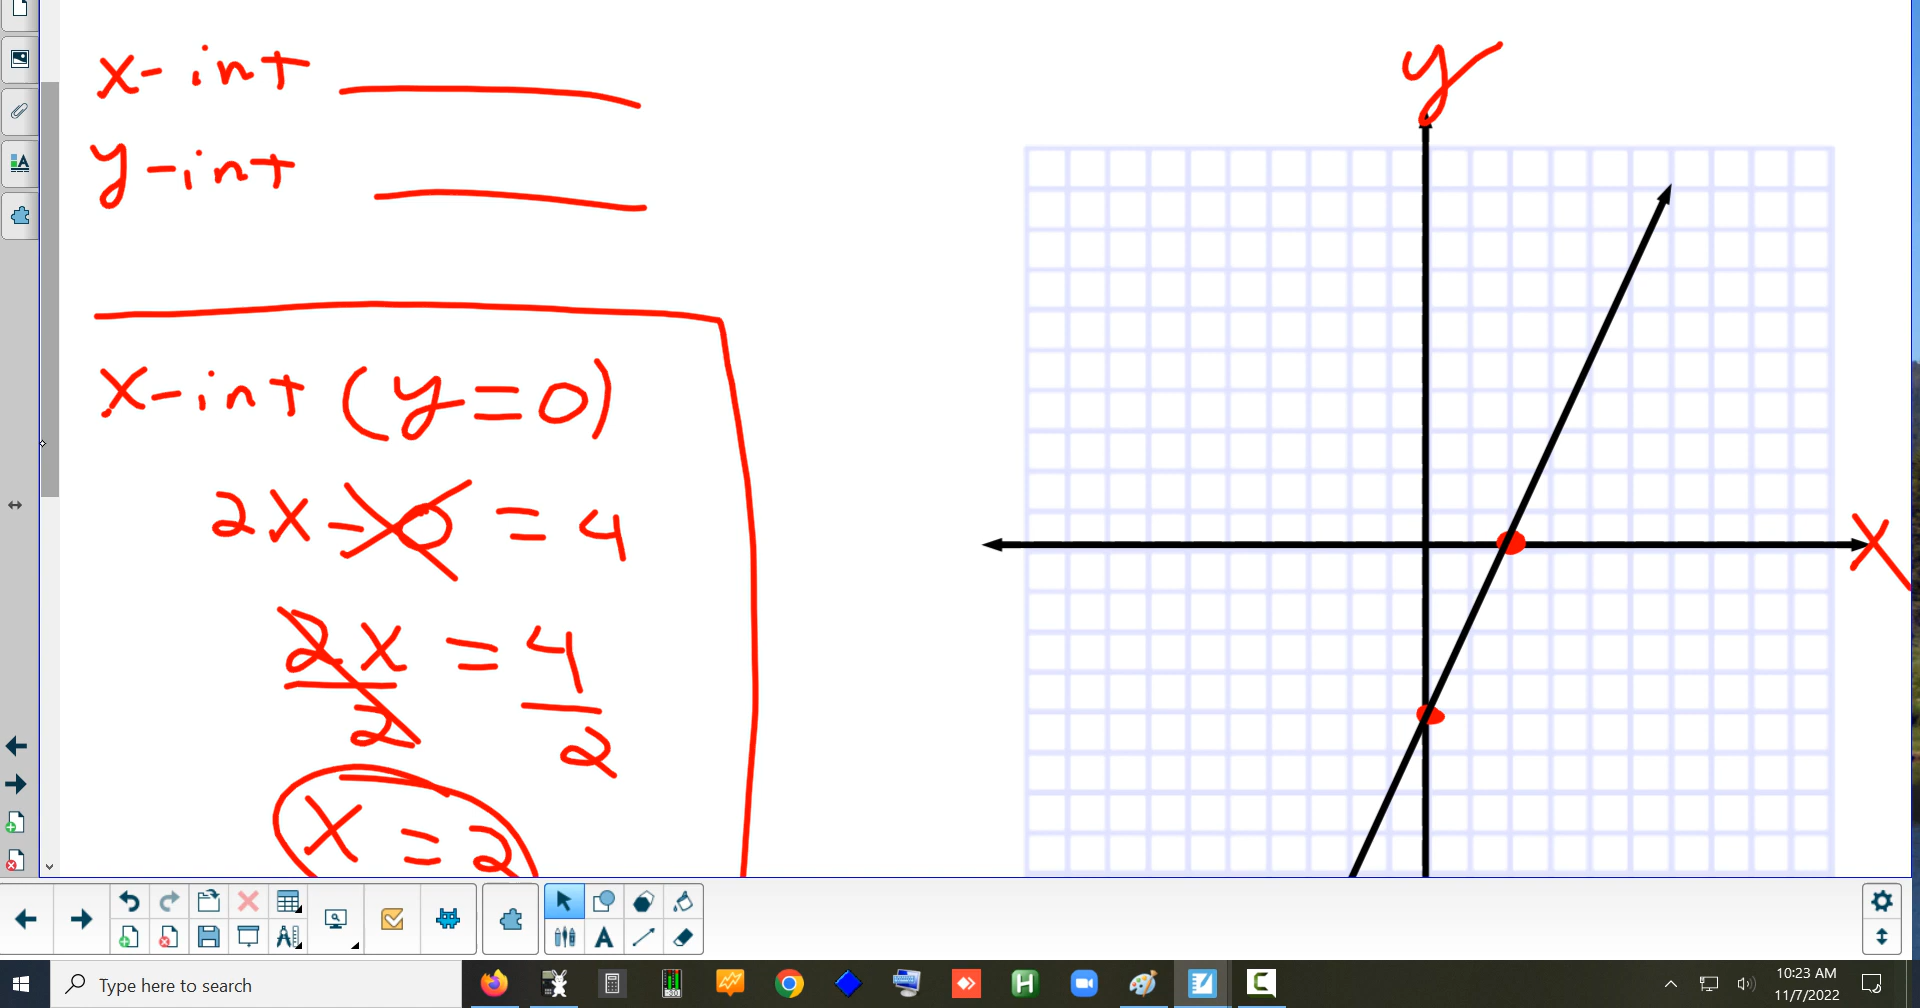 x-int
y-int
y
x-int (y=0)
2x-0 = 4
2x = 4
2 2
x = 2
X
Type here to search
10:23 AM
11/7/2022